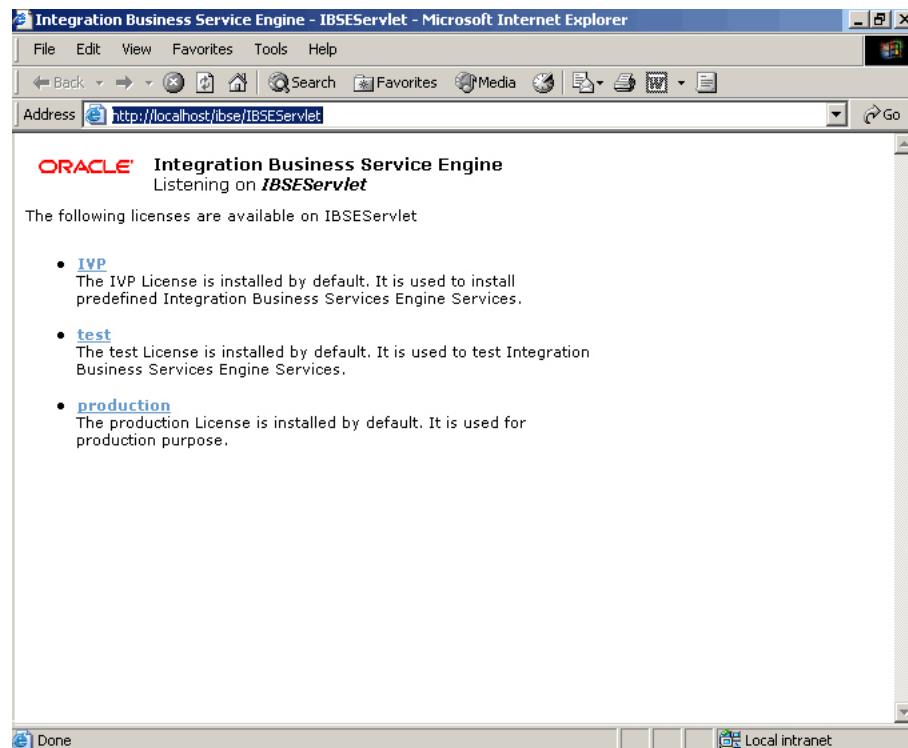 Integration Business Service Engine - IBSEServlet - Microsoft Internet Explorer
File Edit View Favorites Tools Help
Back Search Favorites Media
Address http://localhost/ibse/IBSEServlet Go
ORACLE Integration Business Service Engine
Listening on IBSEServlet
The following licenses are available on IBSEServlet
IVP
The IVP License is installed by default. It is used to install
predefined Integration Business Services Engine Services.
test
The test License is installed by default. It is used to test Integration
Business Services Engine Services.
production
The production License is installed by default. It is used for
production purpose.
Done Local intranet